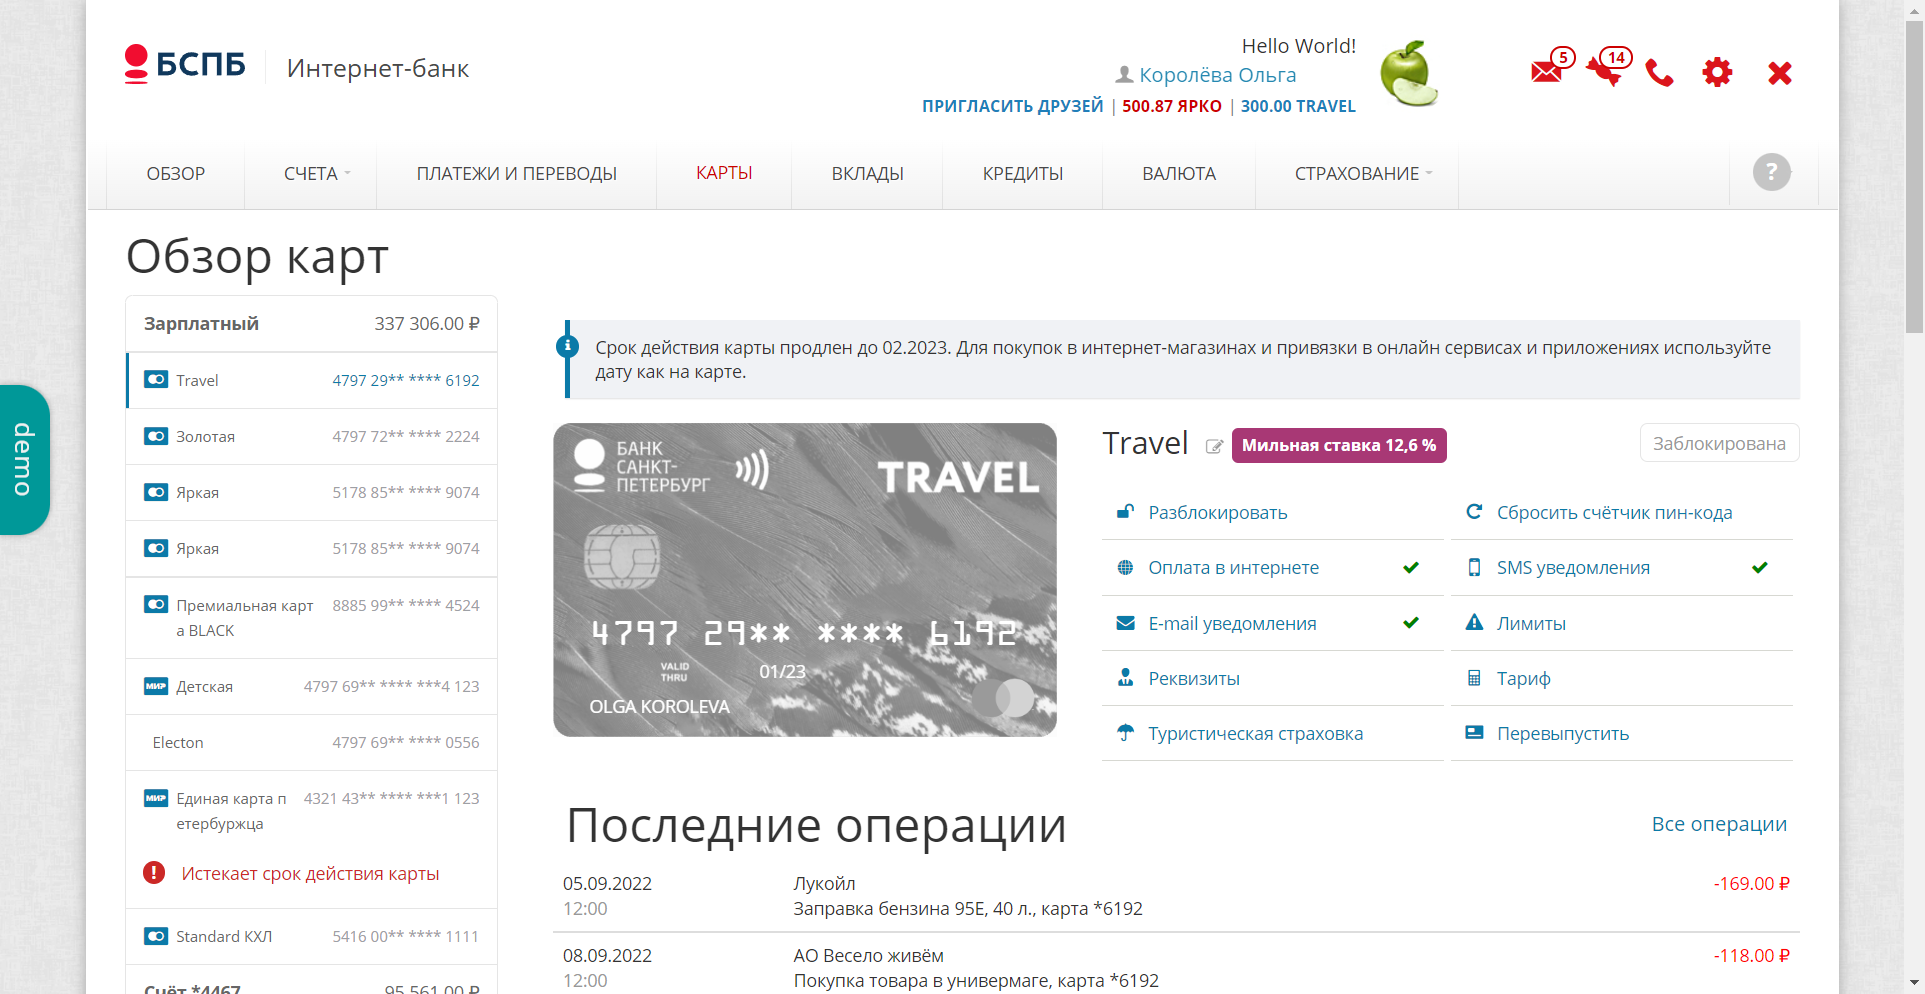 БСПБ
Интернет-банк
Hello World!
Королёва Ольга
ПРИГЛАСИТЬ ДРУЗЕЙ | 500.87 ЯРКО | 300.00 TRAVEL
5
14
ОБЗОР
СЧЕТА
ПЛАТЕЖИ И ПЕРЕВОДЫ
КАРТЫ
ВКЛАДЫ
КРЕДИТЫ
ВАЛЮТА
СТРАХОВАНИЕ
?
Обзор карт
demo
Зарплатный 337 306.00 ₽
Travel 4797 29** **** 6192
Золотая 4797 72** **** 2224
Яркая 5178 85** **** 9074
Яркая 5178 85** **** 9074
Премиальная карт 8885 99** **** 4524
а BLACK
МИР Детская 4797 69** **** ***4 123
Electon 4797 69** **** 0556
МИР Единая карта п 4321 43** **** ***1 123
етербуржца
Истекает срок действия карты
Standard КХЛ 5416 00** **** 1111
Счёт *4467 95 561.00 ₽
Срок действия карты продлен до 02.2023. Для покупок в интернет-магазинах и привязки в онлайн сервисах и приложениях используйте
дату как на карте.
БАНК
САНКТ-
ПЕТЕРБУРГ
TRAVEL
4797 29** **** 6192
VALID
THRU
01/23
OLGA KOROLEVA
Travel
Мильная ставка 12,6 %
Заблокирована
Разблокировать
Сбросить счётчик пин-кода
Оплата в интернете
SMS уведомления
E-mail уведомления
Лимиты
Реквизиты
Тариф
Туристическая страховка
Перевыпустить
Последние операции
Все операции
05.09.2022 Лукойл -169.00 ₽
12:00 Заправка бензина 95Е, 40 л., карта *6192
08.09.2022 АО Весело живём -118.00 ₽
12:00 Покупка товара в универмаге, карта *6192